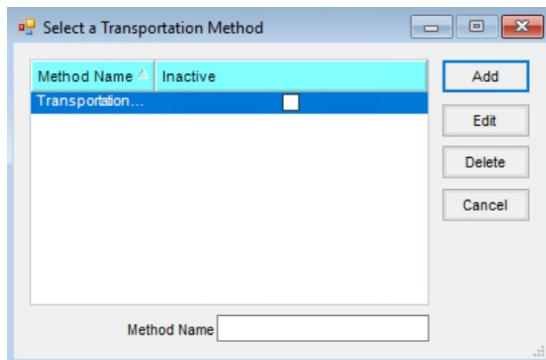 Select a Transportation Method
Method Name Inactive
Add
Transportation...
Edit
Delete
Cancel
Method Name